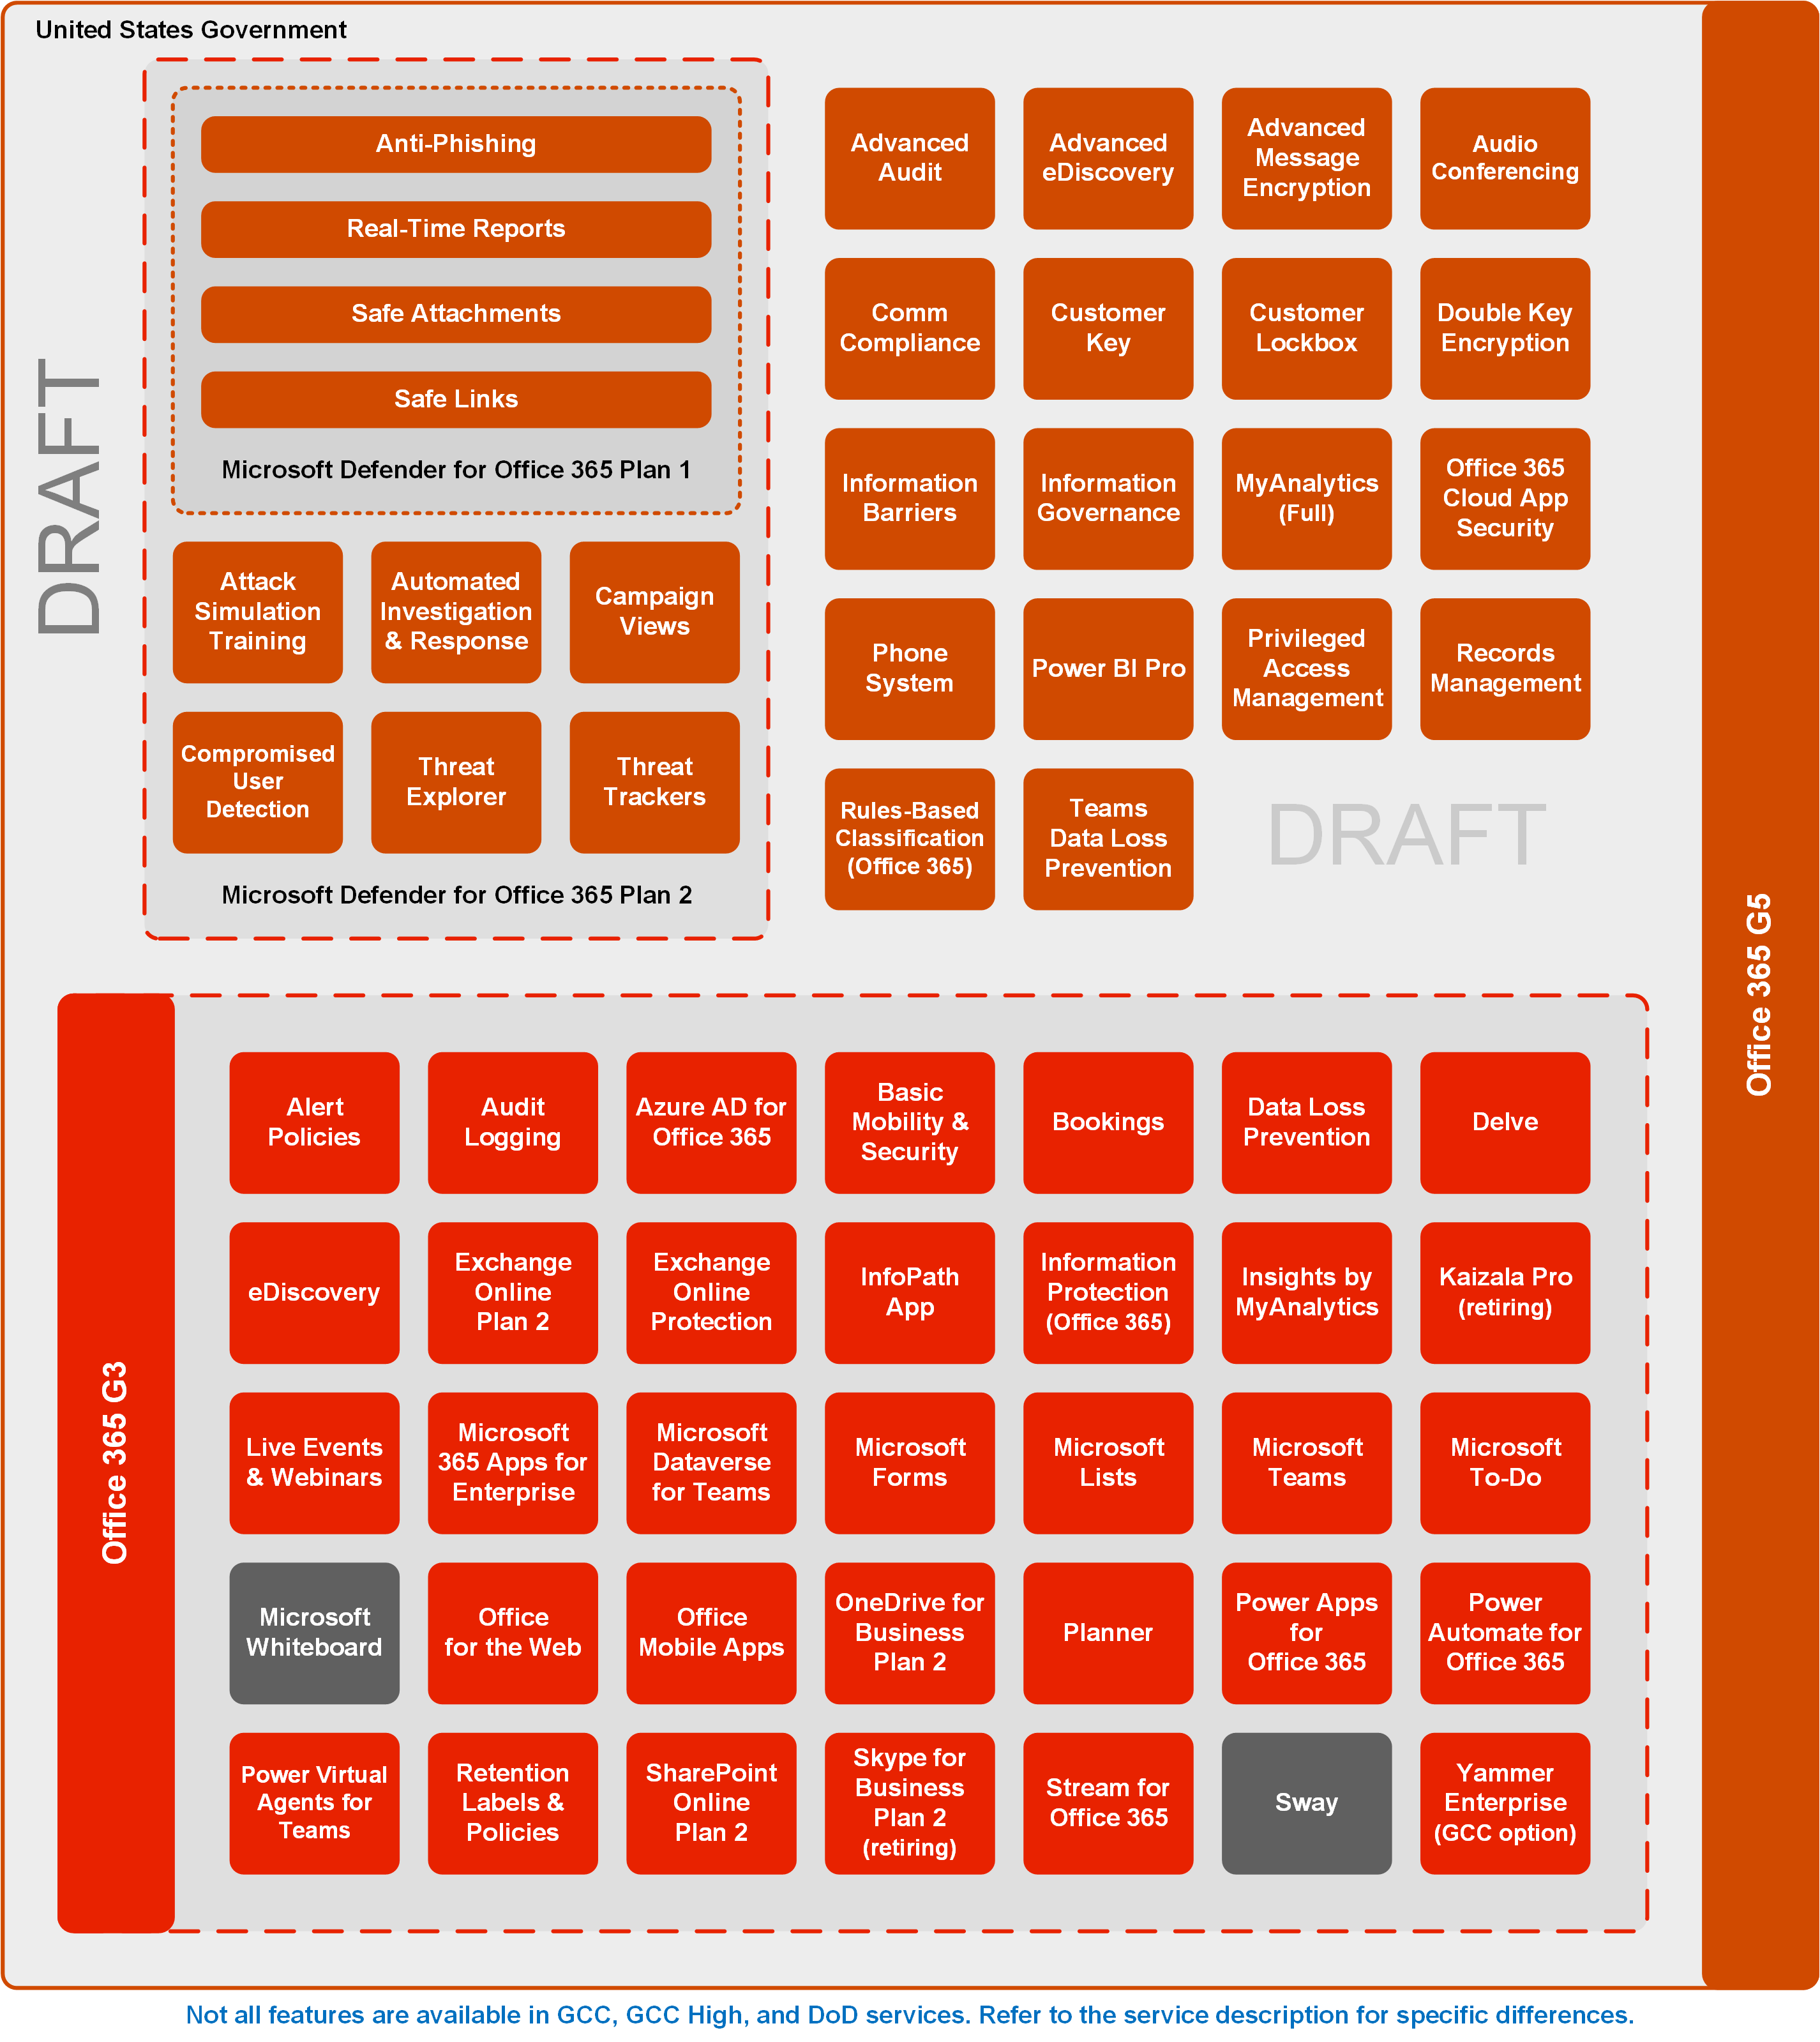 United States Government
DRAFT
Anti-Phishing
Real-Time Reports
Safe Attachments
Safe Links
Microsoft Defender for Office 365 Plan 1
Attack
Simulation
Training
Automated
Investigation
& Response
Campaign
Views
Compromised
User
Detection
Threat
Explorer
Threat
Trackers
Microsoft Defender for Office 365 Plan 2
Advanced
Audit
Advanced
eDiscovery
Advanced
Message
Encryption
Audio
Conferencing
Comm
Compliance
Customer
Key
Customer
Lockbox
Double Key
Encryption
Information
Barriers
Information
Governance
MyAnalytics
(Full)
Office 365
Cloud App
Security
Phone
System
Power BI Pro
Privileged
Access
Management
Records
Management
Rules-Based
Classification
(Office 365)
Teams
Data Loss
Prevention
DRAFT
Office 365 G5
Office 365 G3
Alert
Policies
Audit
Logging
Azure AD for
Office 365
Basic
Mobility &
Security
Bookings
Data Loss
Prevention
Delve
eDiscovery
Exchange
Online
Plan 2
Exchange
Online
Protection
InfoPath
App
Information
Protection
(Office 365)
Insights by
MyAnalytics
Kaizala Pro
(retiring)
Live Events
& Webinars
Microsoft
365 Apps for
Enterprise
Microsoft
Dataverse
for Teams
Microsoft
Forms
Microsoft
Lists
Microsoft
Teams
Microsoft
To-Do
Microsoft
Whiteboard
Office
for the Web
Office
Mobile Apps
OneDrive for
Business
Plan 2
Planner
Power Apps
for
Office 365
Power
Automate for
Office 365
Power Virtual
Agents for
Teams
Retention
Labels &
Policies
SharePoint
Online
Plan 2
Skype for
Business
Plan 2
(retiring)
Stream for
Office 365
Sway
Yammer
Enterprise
(GCC option)
Not all features are available in GCC, GCC High, and DoD services. Refer to the service description for specific differences.